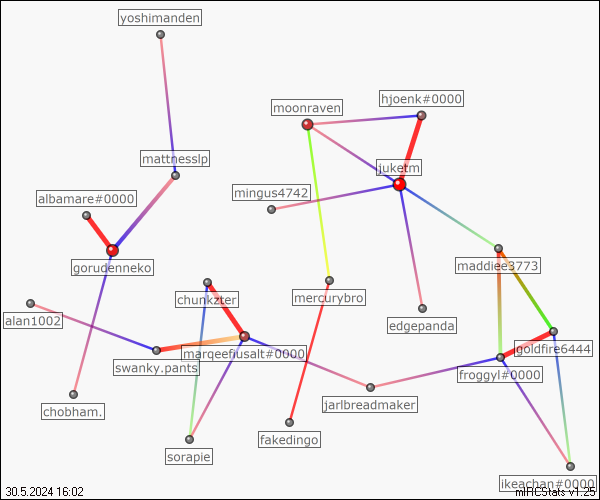 yoshimanden
hjoenk#0000
moonraven
mattnesslp
juketm
mingus4742
albamare#0000
gorudenneko
maddiee3773
chunkzter
mercurybro
alan1002
edgepanda
goldfire6444
marqeefiusalt#0000
swanky.pants
froggyl#0000
jarlbreadmaker
chobham.
fakedingo
sorapie
ikeachan#0000
30.5.2024 16:02
mIRCStats v1.25